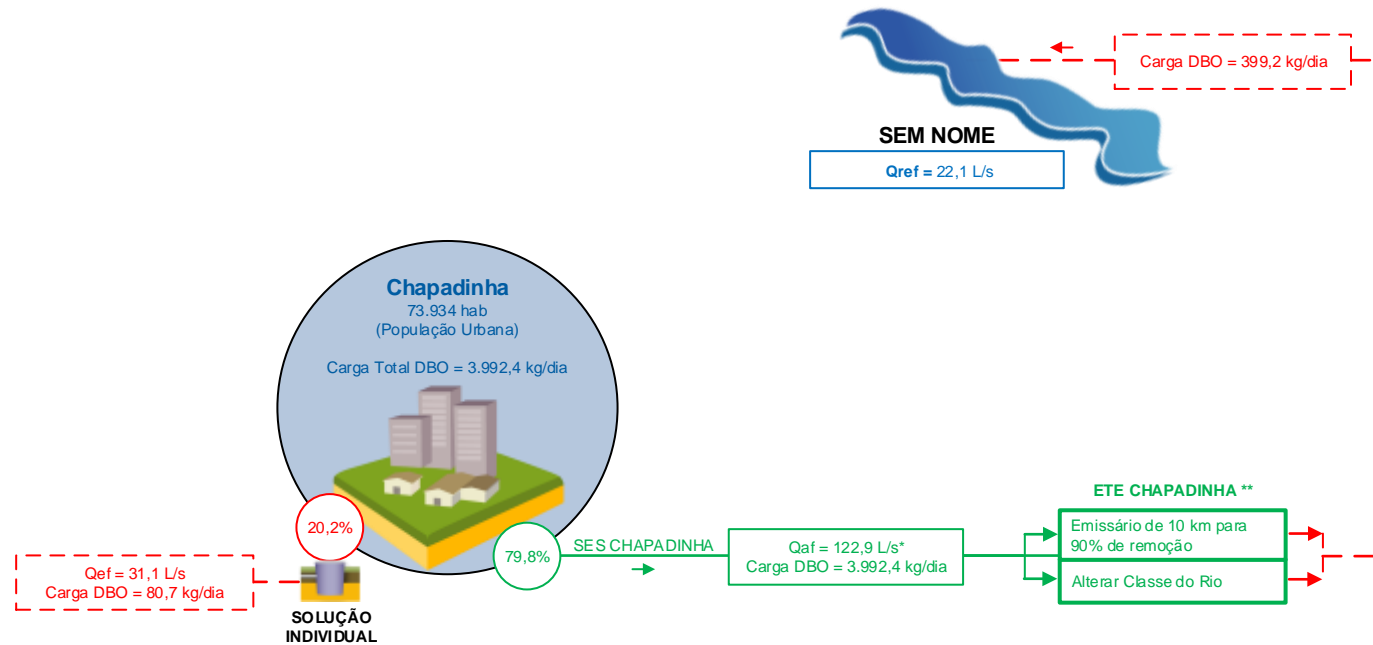 Carga DBO = 399,2 kg/dia
SEM NOME
Qref = 22,1 L/s
Chapadinha
73.934 hab
(População Urbana)
Carga Total DBO = 3.992,4 kg/dia
20,2%
79,8%
SES CHAPADINHA
Qaf = 122,9 L/s*
Carga DBO = 3.992,4 kg/dia
ETE CHAPADINHA **
Emissário de 10 km para
90% de remoção
Alterar Classe do Rio
Qef = 31,1 L/s
Carga DBO = 80,7 kg/dia
SOLUÇÃO
INDIVIDUAL